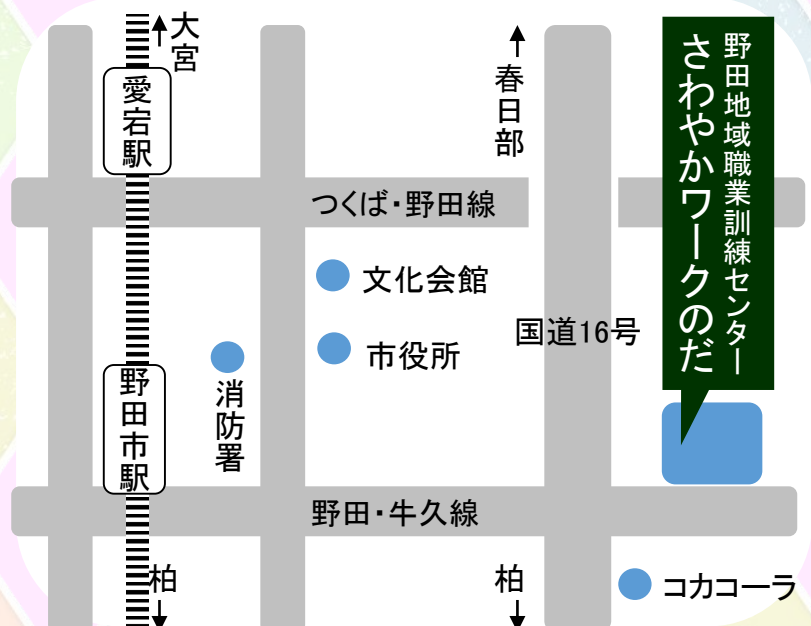 大宮
愛宕駅
春日部
野田地域職業訓練センター
さわやかワークのだ
つくば・野田線
文化会館
国道16号
市役所
消防署
野田市駅
野田・牛久線
柏
柏
コカコーラ